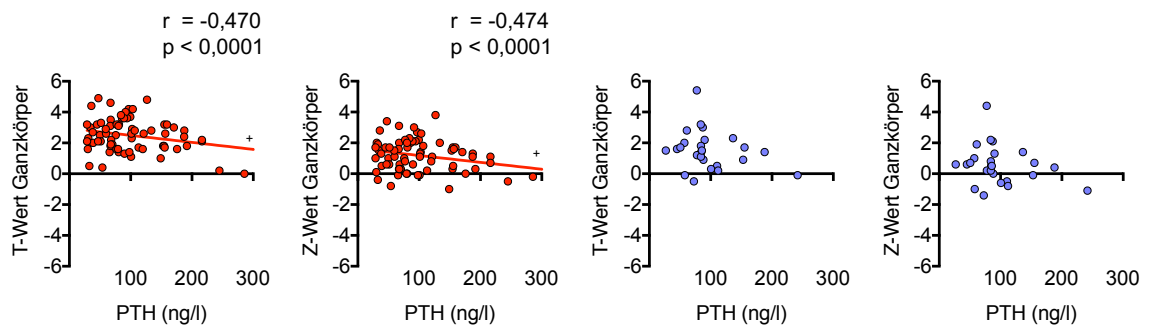 r = -0,470
p < 0,0001
r = -0,474
p < 0,0001
T-Wert Ganzkörper
6
4
2
0
-2
-4
-6
100 200 300
PTH (ng/l)
+
Z-Wert Ganzkörper
6
4
2
0
-2
-4
-6
100 200 300
PTH (ng/l)
+
T-Wert Ganzkörper
6
4
2
0
-2
-4
-6
100 200 300
PTH (ng/l)
Z-Wert Ganzkörper
6
4
2
0
-2
-4
-6
100 200 300
PTH (ng/l)